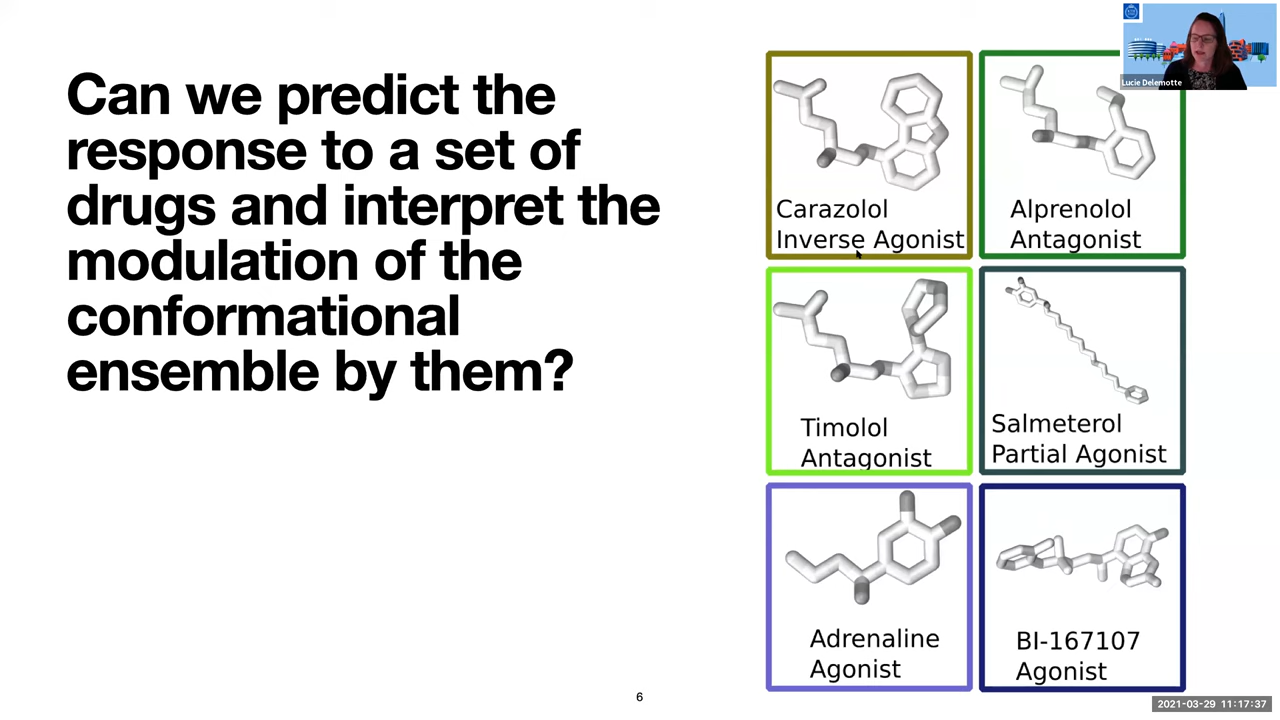 Can we predict the
response to a set of
drugs and interpret the
modulation of the
conformational
ensemble by them?
Carazolol
Inverse Agonist
Alprenolol
Antagonist
Timolol
Antagonist
Salmeterol
Partial Agonist
Adrenaline
Agonist
BI-167107
Agonist
6
Lucie Delemotte
2021-03-29 11:17:37